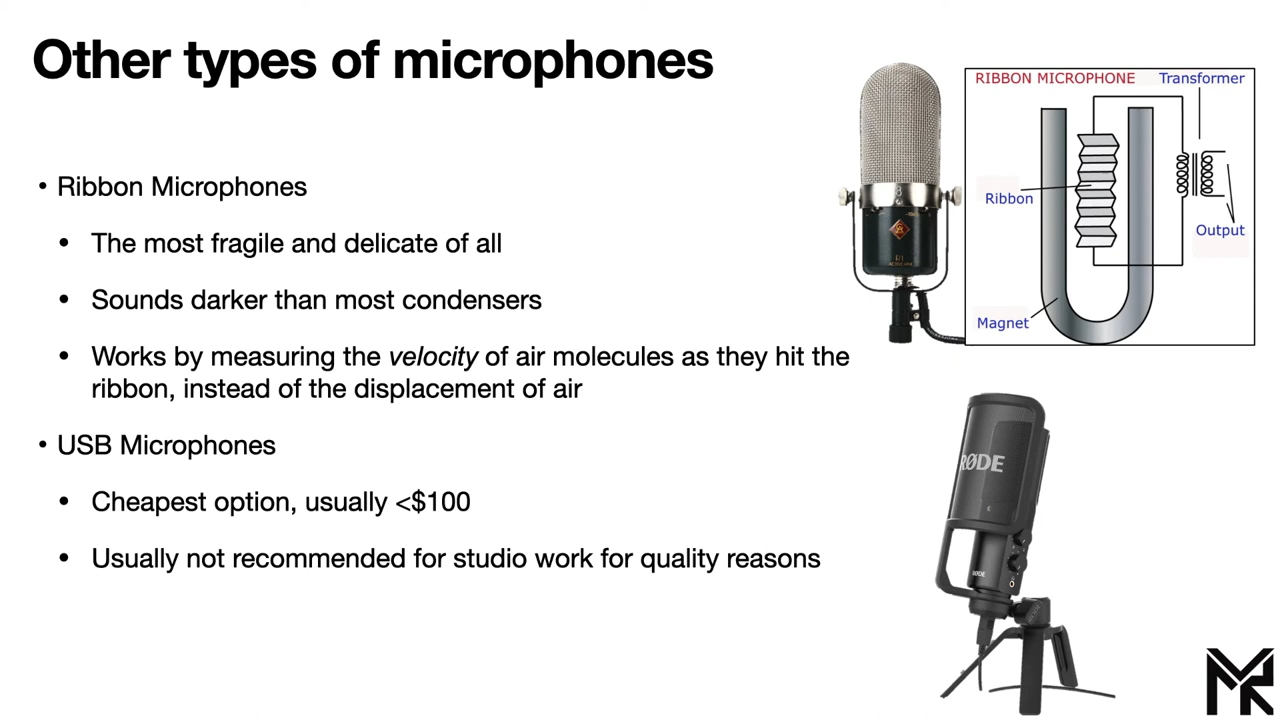 Other types of microphones
• Ribbon Microphones
• The most fragile and delicate of all
• Sounds darker than most condensers
• Works by measuring the velocity of air molecules as they hit the
ribbon, instead of the displacement of air
• USB Microphones
• Cheapest option, usually <$100
• Usually not recommended for studio work for quality reasons
RIBBON MICROPHONE
Transformer
Ribbon
Output
Magnet
RØDE
RØDE